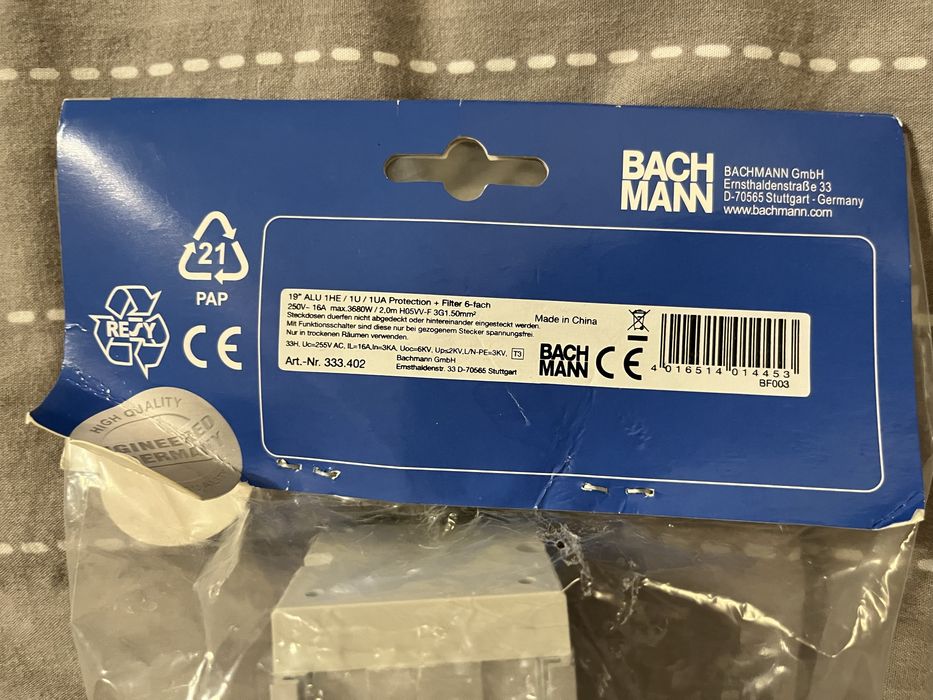 BACH
MANN
BACHMANN GmbH
Ernsthaldenstraße 33
D-70565 Stuttgart - Germany
www.bachmann.com
21
PAP
RESY
CE
19" ALU 1HE / 1U / 1UA Protection + Filter 6-fach
250V~ 16A max.3680W / 2,0m H05VV-F 3G1.50mm²
Steckdosen duerfen nicht abgedeckt oder hintereinander eingesteckt werden.
Mit Funktionsschalter sind diese nur bei gezogenem Stecker spannungsfrei.
Nur in trockenen Räumen verwenden.
33H, Uc=255V AC, IL=16A,In=3KA, Uoc=6KV, Up≤2KV,L/N-PE=3KV, T3
Art.-Nr. 333.402
Bachmann GmbH
Ernsthaldenstr. 33 D-70565 Stuttgart
Made in China
BACH
MANN
CE
4 016514 014453
BF003
HIGH QUALITY
GINEERED
GERMANY